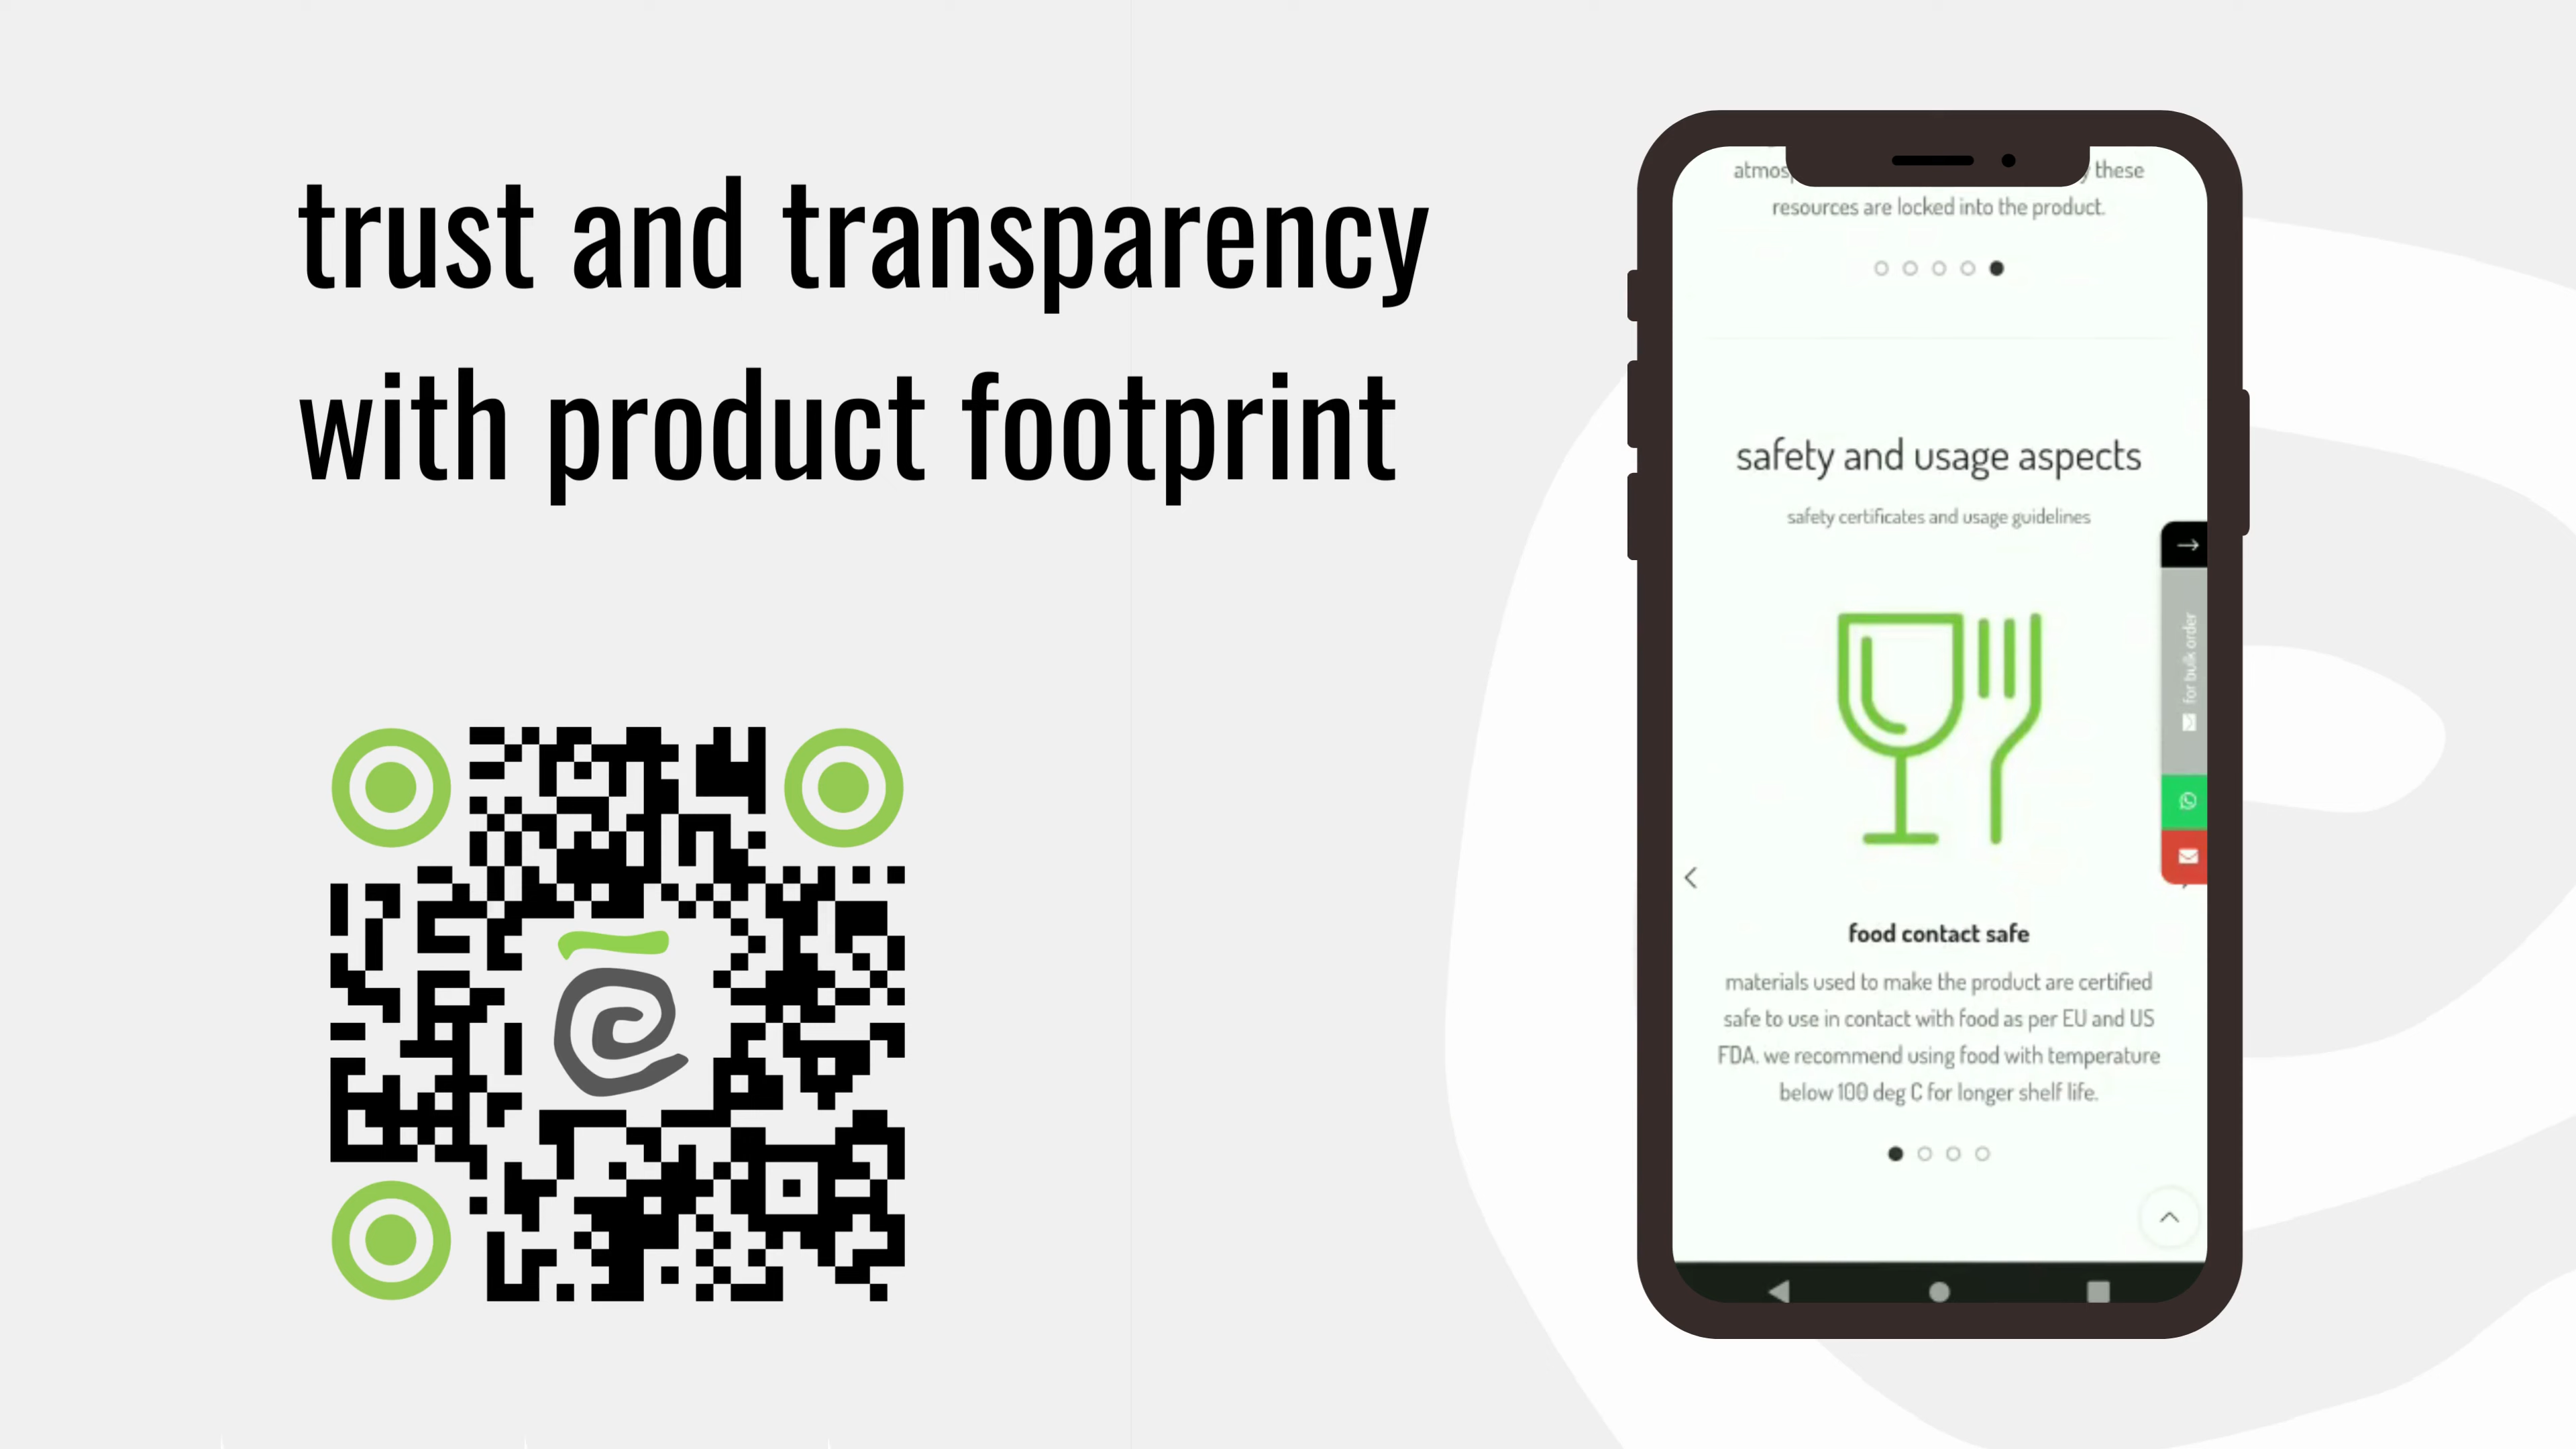 trust and transparency
with product footprint
these
resources are locked into the product.
safety and usage aspects
safety certificates and usage guidelines
for bulk order
food contact safe
materials used to make the product are certified
safe to use in contact with food as per EU and US
FDA. we recommend using food with temperature
below 100 deg C for longer shelf life.